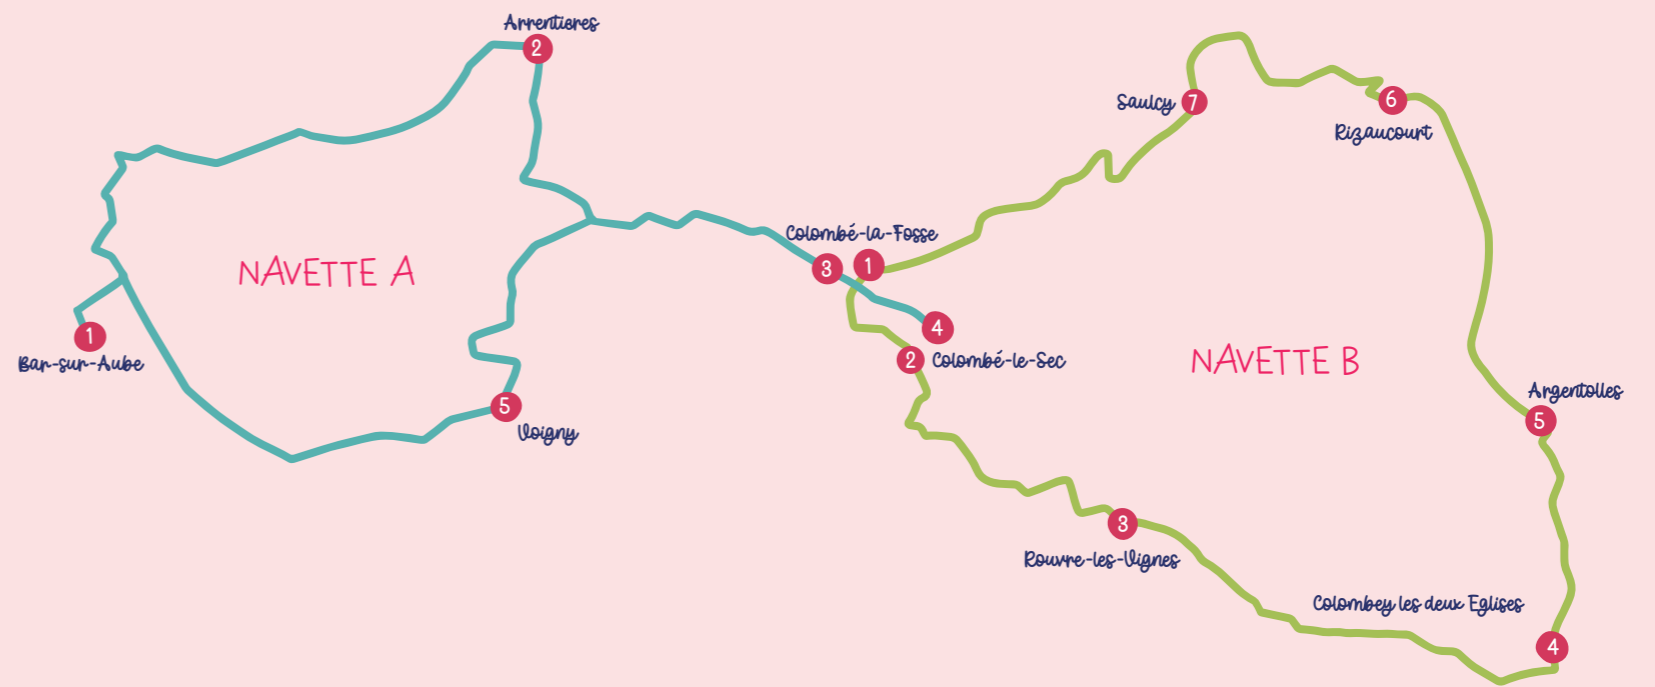 Arrentieres
2
Saulcy
7
6
Rizaucourt
Colombé-la-Fosse
3
1
NAVETTE A
1
Bar-sur-Aube
4
2
Colombé-le-Sec
NAVETTE B
5
Voigny
Argentolles
5
3
Rouvre-les-Vignes
Colombey les deux Eglises
4